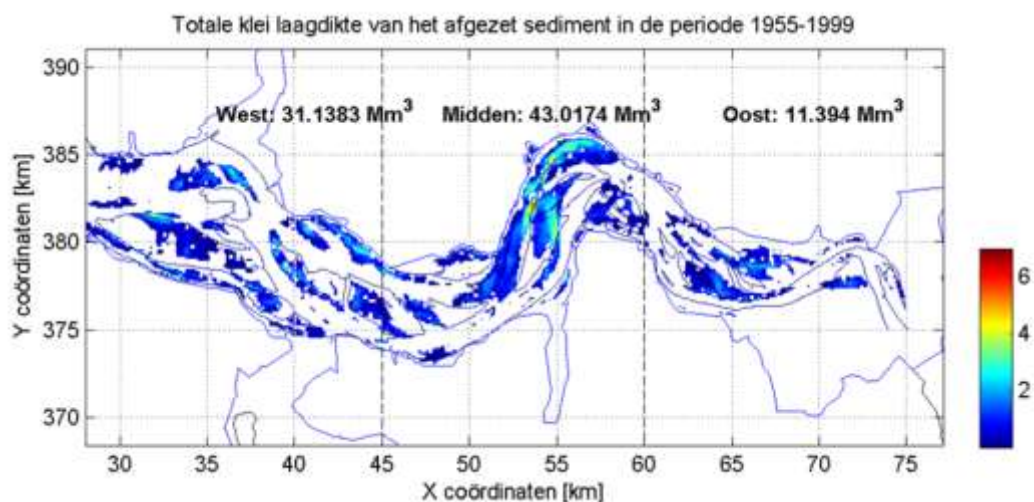 Totale klei laagdikte van het afgezet sediment in de periode 1955-1999
West: 31.1383 Mm³ Midden: 43.0174 Mm³ Oost: 11.394 Mm³
390
385
380
375
370
Y coördinaten [km]
30 35 40 45 50 55 60 65 70 75
X coördinaten [km]
6
4
2